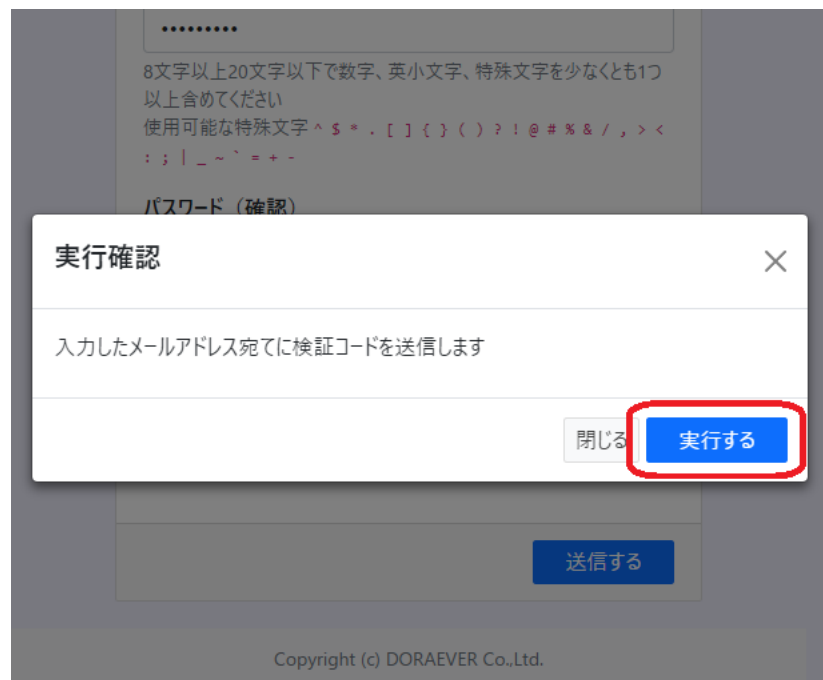 •••••••••
8文字以上20文字以下で数字、英小文字、特殊文字を少なくとも1つ
以上含めてください
使用可能な特殊文字 ^ $ * . [ ] { } ( ) ? ! @ # % & / , > <
: ; | _ ~ ` = + -
パスワード（確認）
実行確認
入力したメールアドレス宛てに検証コードを送信します
閉じる 実行する
送信する
Copyright (c) DORAEVER Co.,Ltd.